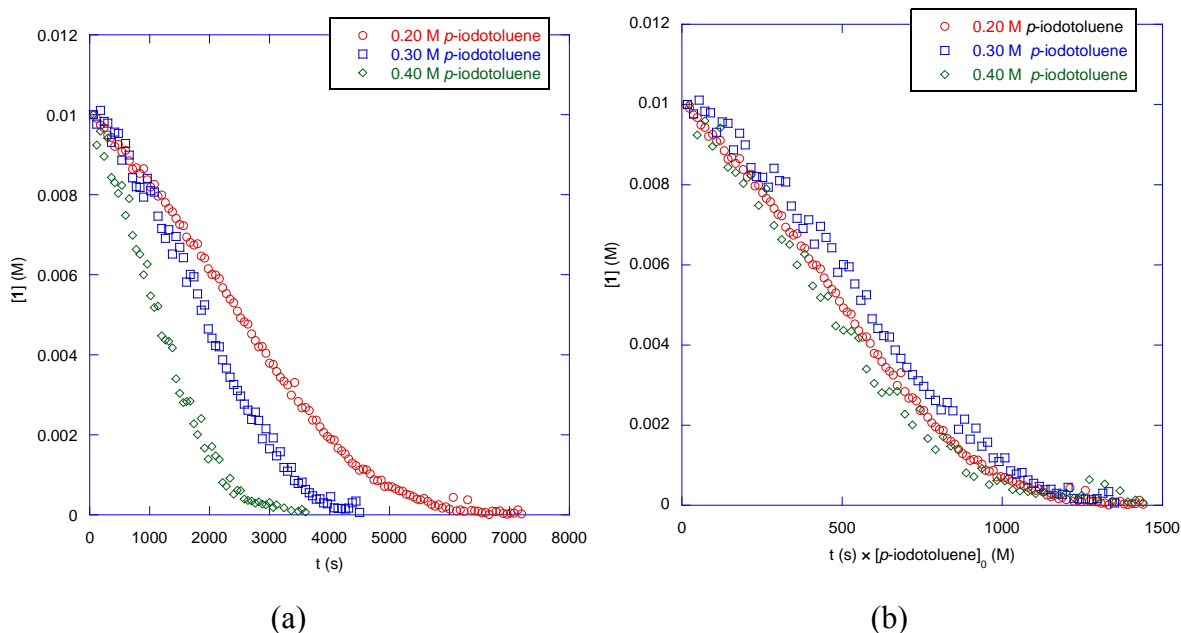 0.20 M p-iodotoluene
0.30 M p-iodotoluene
0.40 M p-iodotoluene
0.012
0.01
0.008
0.006
0.004
0.002
0
[1] (M)
0 1000 2000 3000 4000 5000 6000 7000 8000
t (s)
(a)
0.20 M p-iodotoluene
0.30 M p-iodotoluene
0.40 M p-iodotoluene
0.012
0.01
0.008
0.006
0.004
0.002
0
[1] (M)
0 500 1000 1500
t (s) × [p-iodotoluene]₀ (M)
(b)